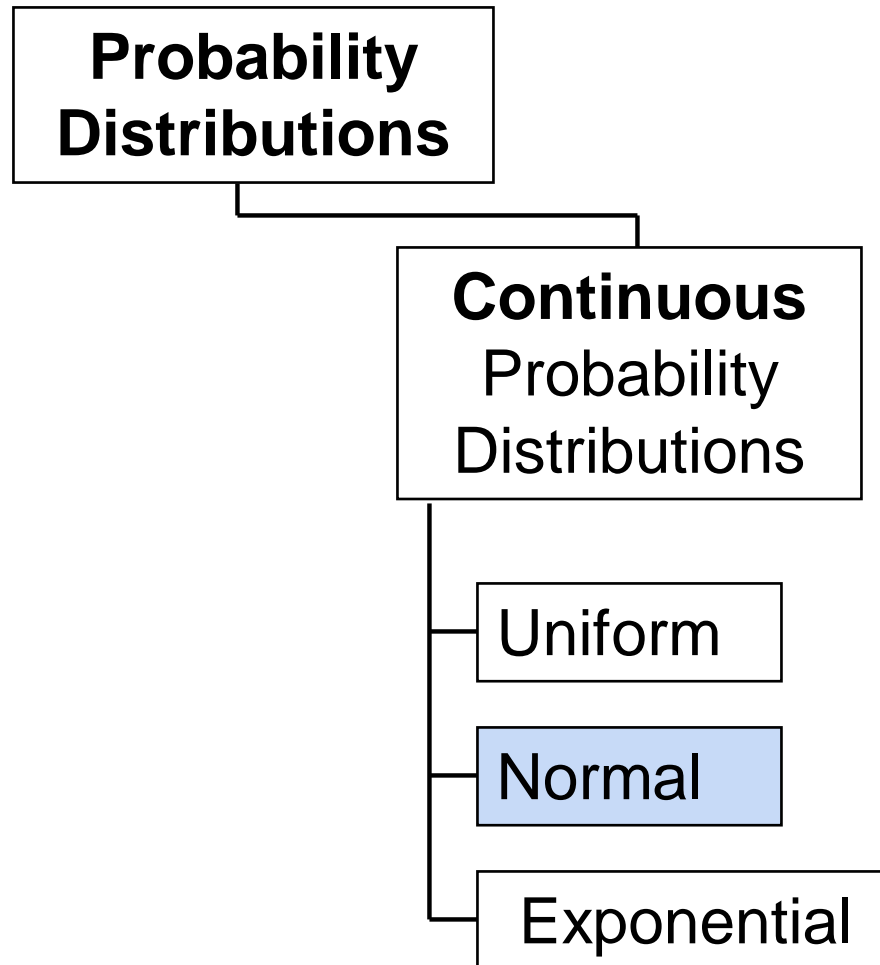 Probability
Distributions
Continuous
Probability
Distributions
Uniform
Normal
Exponential